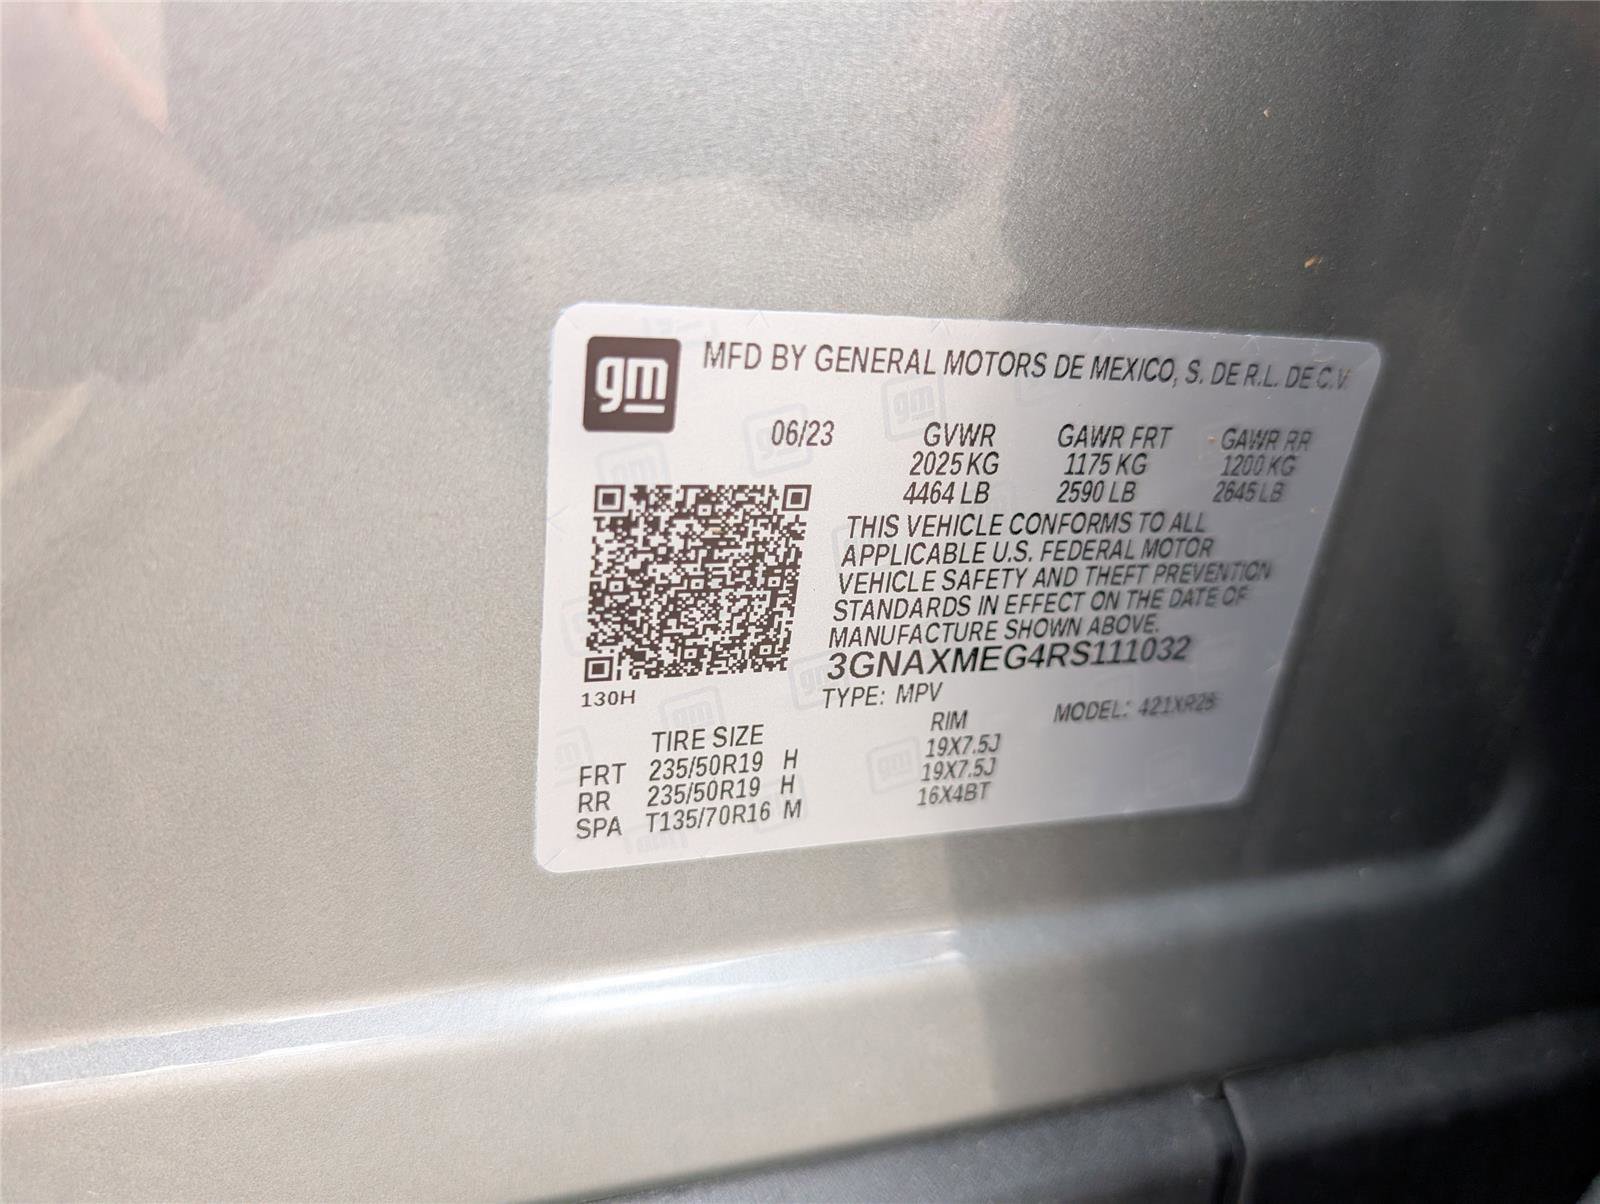 gm
MFD BY GENERAL MOTORS DE MEXICO, S. DE R.L. DE C.V.
06/23 GVWR GAWR FRT GAWR RR
2025 KG 1175 KG 1200 KG
4464 LB 2590 LB 2645 LB
THIS VEHICLE CONFORMS TO ALL
APPLICABLE U.S. FEDERAL MOTOR
VEHICLE SAFETY AND THEFT PREVENTION
STANDARDS IN EFFECT ON THE DATE OF
MANUFACTURE SHOWN ABOVE.
3GNAXMEG4RS111032
130H
TYPE: MPV MODEL: 421XR26
TIRE SIZE RIM
FRT 235/50R19 H 19X7.5J
RR 235/50R19 H 19X7.5J
SPA T135/70R16 M 16X4BT